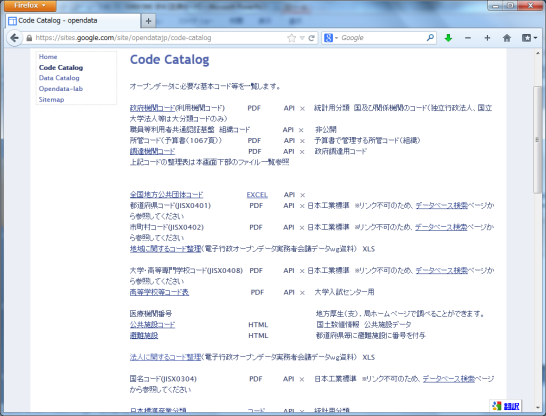 Firefox
Code Catalog - opendata
https://sites.google.com/site/opendatajp/code-catalog
Google
Home
Code Catalog
Data Catalog
Opendata-lab
Sitemap
Code Catalog
オープンデータに必要な基本コード等を一覧します。
政府機関コード(利用機関コード) PDF API × 統計用分類 国及び関係機関のコード(独立行政法人、国立
大学法人等は大分類コードのみ)
職員等利用者共通認証基盤 組織コード API × 非公開
所管コード(予算書(1067頁)) PDF API × 予算書で管理する所管コード(組織)
調達機関コード PDF API × 政府調達用コード
上記コードの整理表は本画面下部のファイル一覧参照
全国地方公共団体コード EXCEL API ×
都道府県コード(JISX0401) PDF API × 日本工業標準 ※リンク不可のため、データベース検索ページか
ら参照してください
市町村コード(JISX0402) PDF API × 日本工業標準 ※リンク不可のため、データベース検索ページか
ら参照してください
地域に関するコード整理(電子行政オープンデータ実務者会議データwg資料) XLS
大学・高等専門学校コード(JISX0408) PDF API × 日本工業標準 ※リンク不可のため、データベース検索ページか
ら参照してください
高等学校等コード表 PDF API × 大学入試センター用
医療機関番号 地方厚生(支)、局ホームページで調べることができます。
公共施設コード HTML 国土数値情報 公共施設データ
避難施設 HTML 都道府県毎に避難施設に番号を付与
法人に関するコード整理(電子行政オープンデータ実務者会議データwg資料) XLS
国名コード(JISX0304) PDF API × 日本工業標準 ※リンク不可のため、データベース検索ページ
から参照してください
日本標準産業分類 コード API × 統計用分類
翻訳